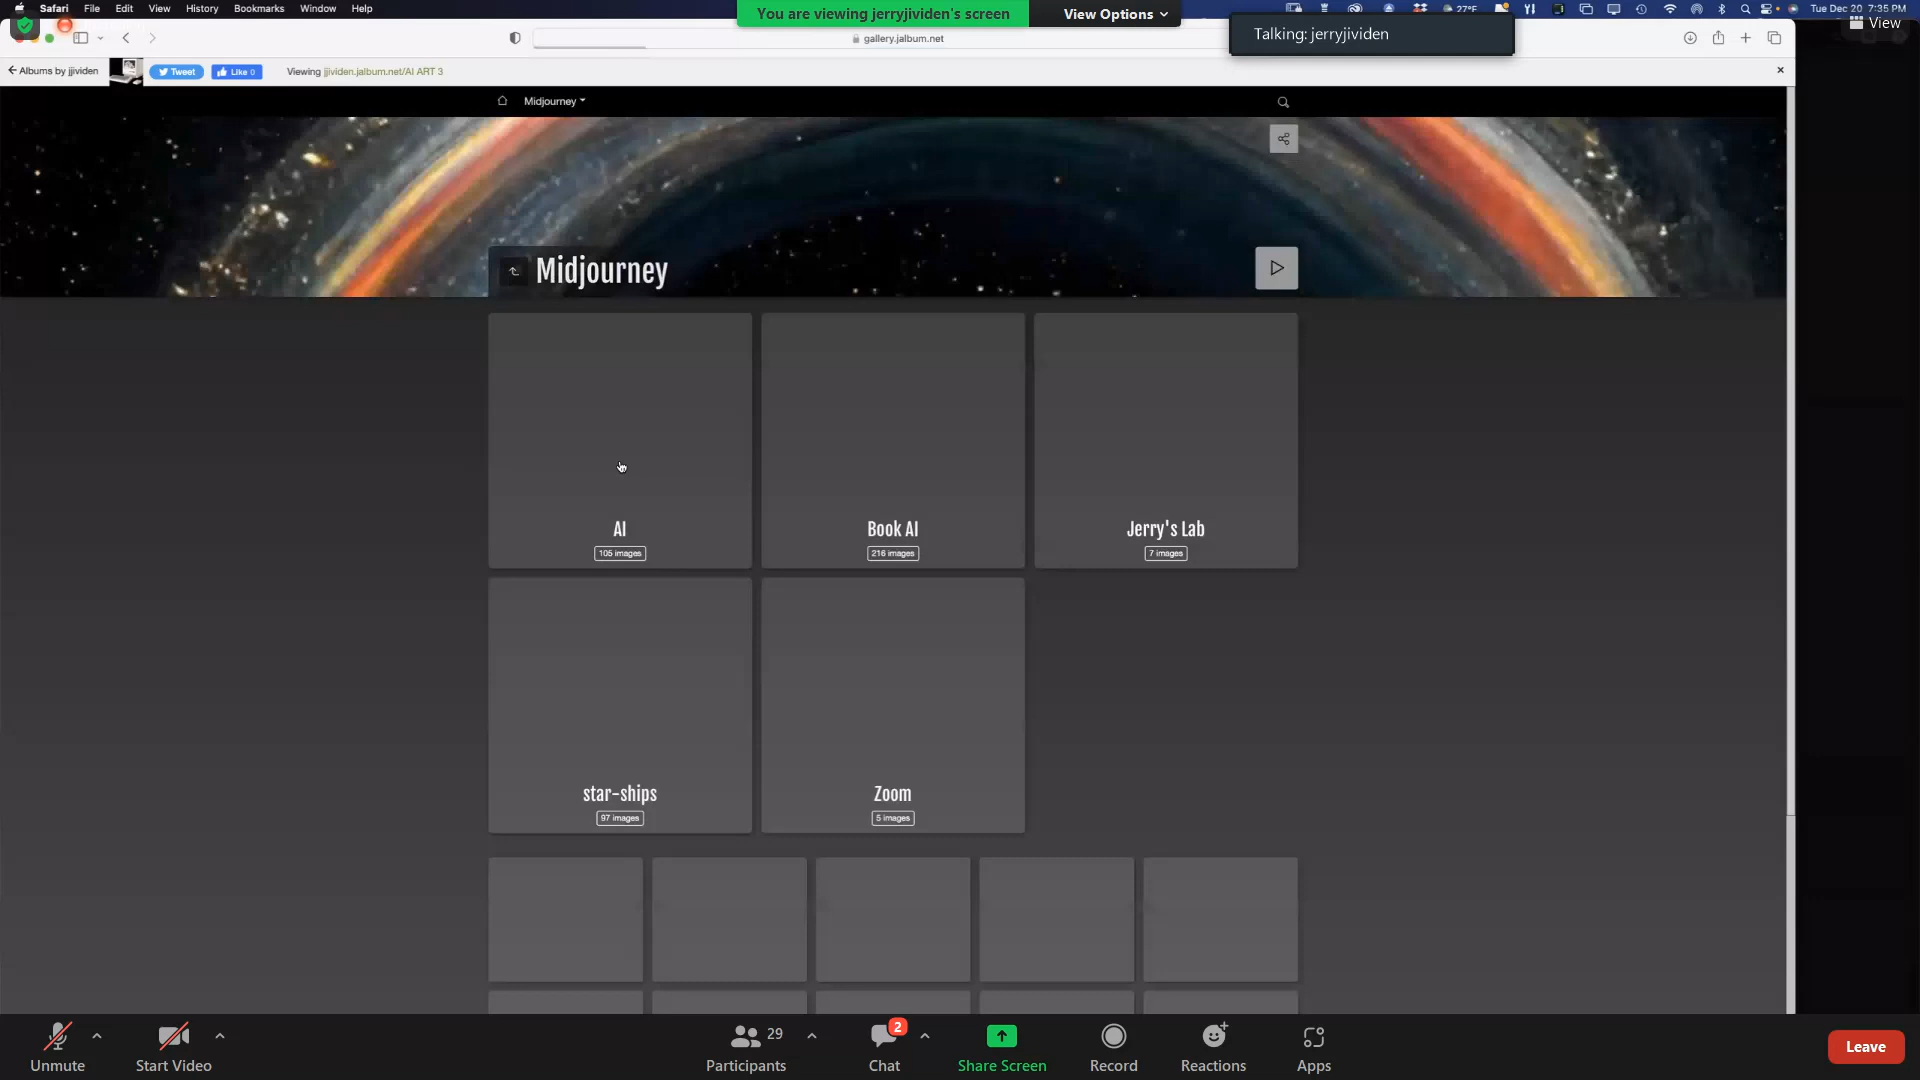 Safari File Edit View History Bookmarks Window Help
You are viewing jerryjividen's screen View Options
27°F Tue Dec 20 7:35 PM
View
Talking: jerryjividen
gallery.jalbum.net
Albums by jjividen Tweet Like 0 Viewing jjividen.jalbum.net/AI ART 3
Midjourney
Midjourney
AI
105 images
Book AI
216 images
Jerry's Lab
7 images
star-ships
97 images
Zoom
5 images
29 2
Unmute Start Video Participants Chat Share Screen Record Reactions Apps Leave